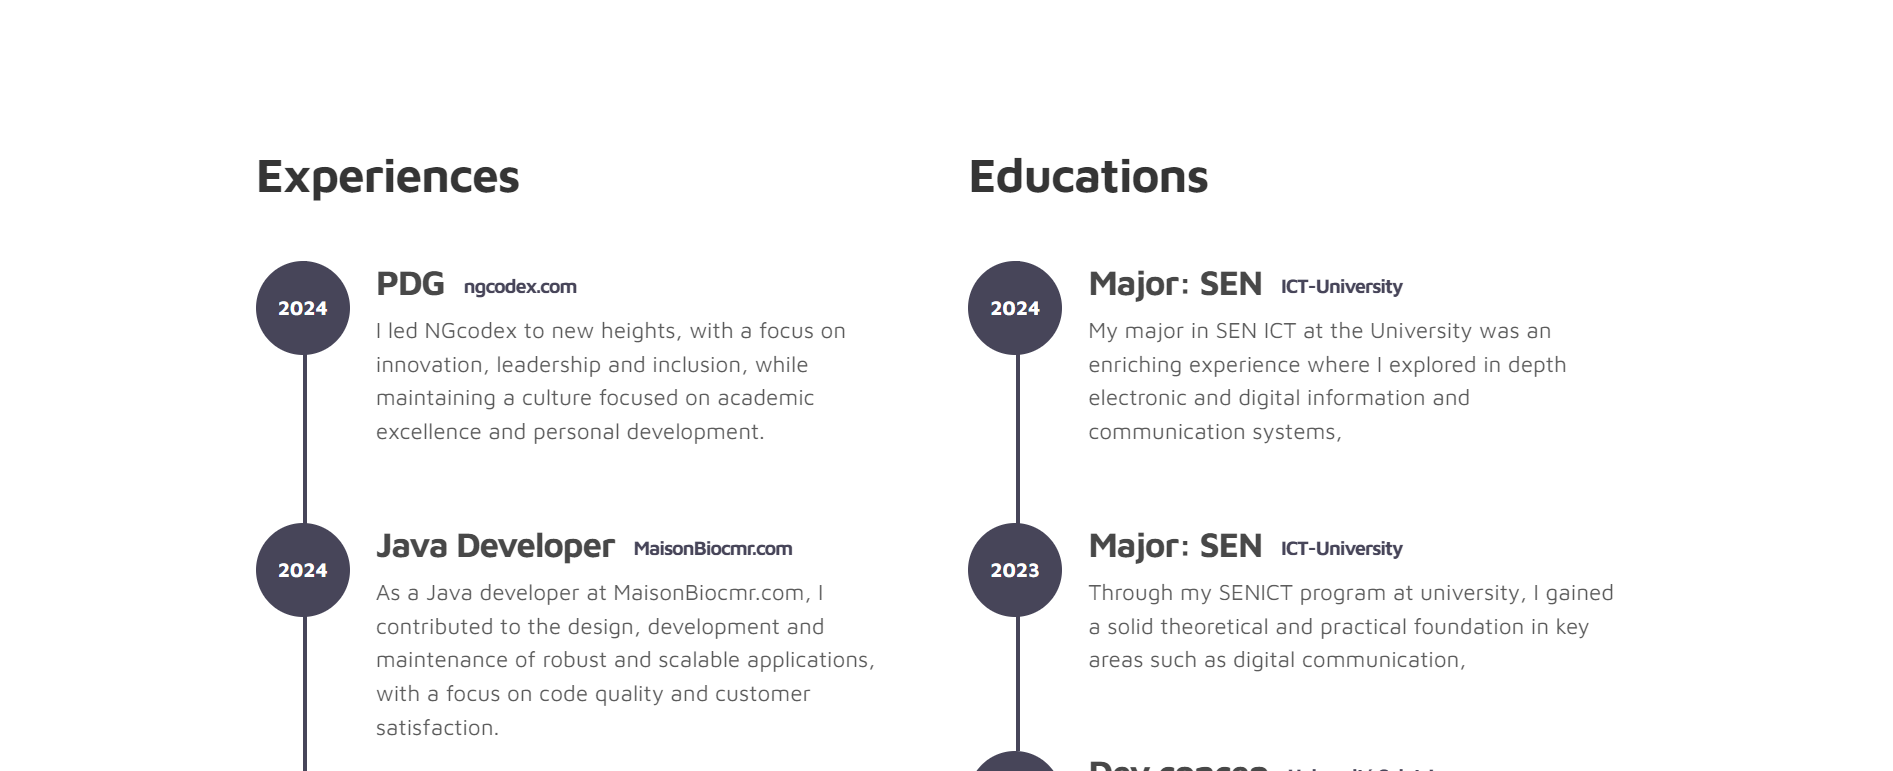 Experiences
2024
PDG ngcodex.com
I led NGcodex to new heights, with a focus on
innovation, leadership and inclusion, while
maintaining a culture focused on academic
excellence and personal development.
2024
Java Developer MaisonBiocmr.com
As a Java developer at MaisonBiocmr.com, I
contributed to the design, development and
maintenance of robust and scalable applications,
with a focus on code quality and customer
satisfaction.
Educations
2024
Major: SEN ICT-University
My major in SEN ICT at the University was an
enriching experience where I explored in depth
electronic and digital information and
communication systems,
2023
Major: SEN ICT-University
Through my SENICT program at university, I gained
a solid theoretical and practical foundation in key
areas such as digital communication,